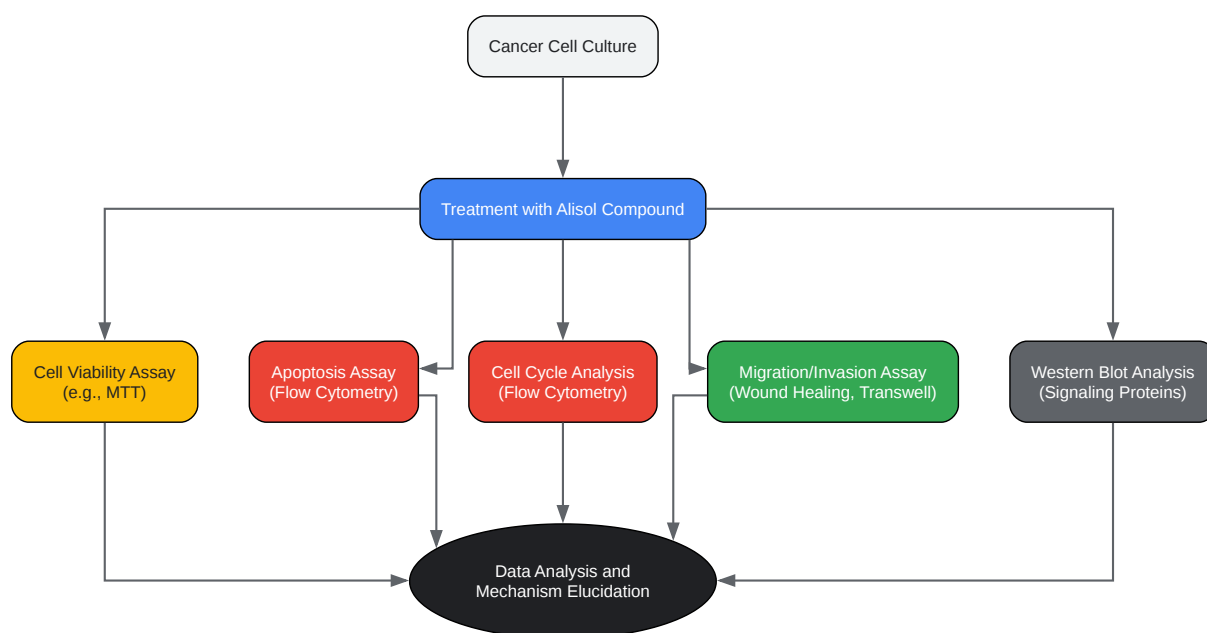 Cancer Cell Culture
Treatment with Alisol Compound
Cell Viability Assay
(e.g., MTT)
Apoptosis Assay
(Flow Cytometry)
Cell Cycle Analysis
(Flow Cytometry)
Migration/Invasion Assay
(Wound Healing, Transwell)
Western Blot Analysis
(Signaling Proteins)
Data Analysis and
Mechanism Elucidation